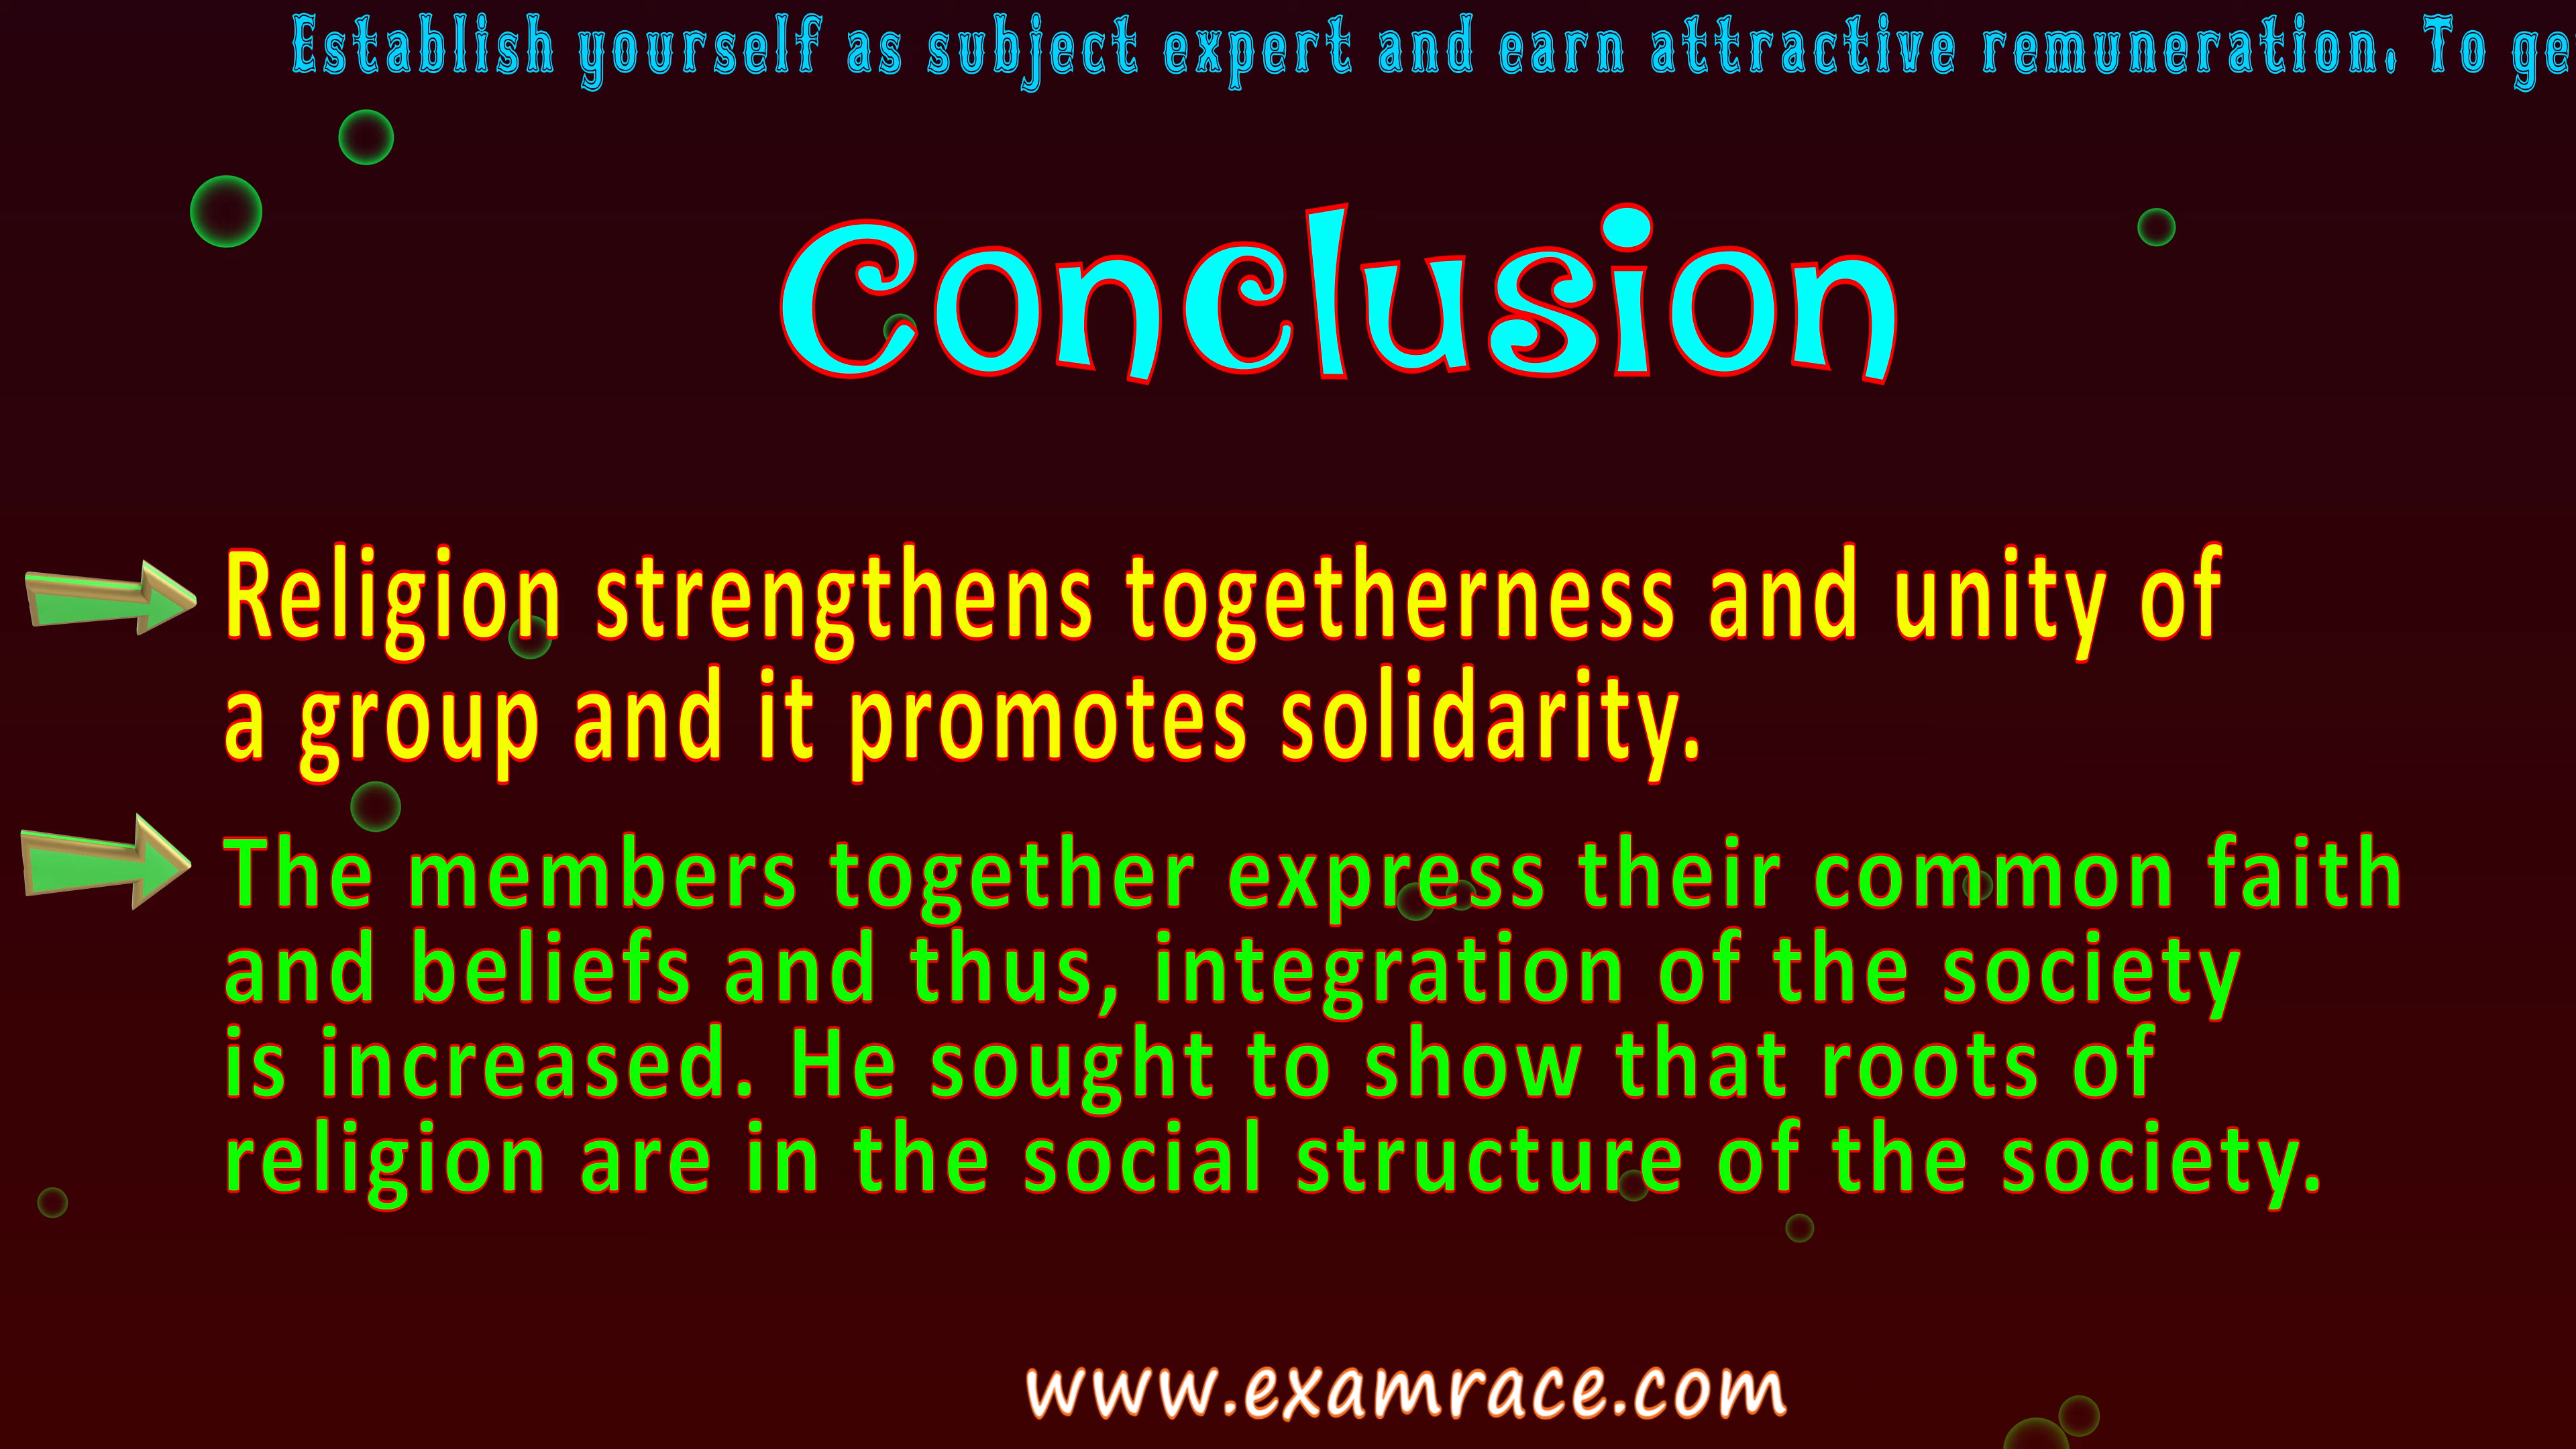 Establish yourself as subject expert and earn attractive remuneration. To ge
Conclusion
Religion strengthens togetherness and unity of
a group and it promotes solidarity.
The members together express their common faith
and beliefs and thus, integration of the society
is increased. He sought to show that roots of
religion are in the social structure of the society.
www.examrace.com